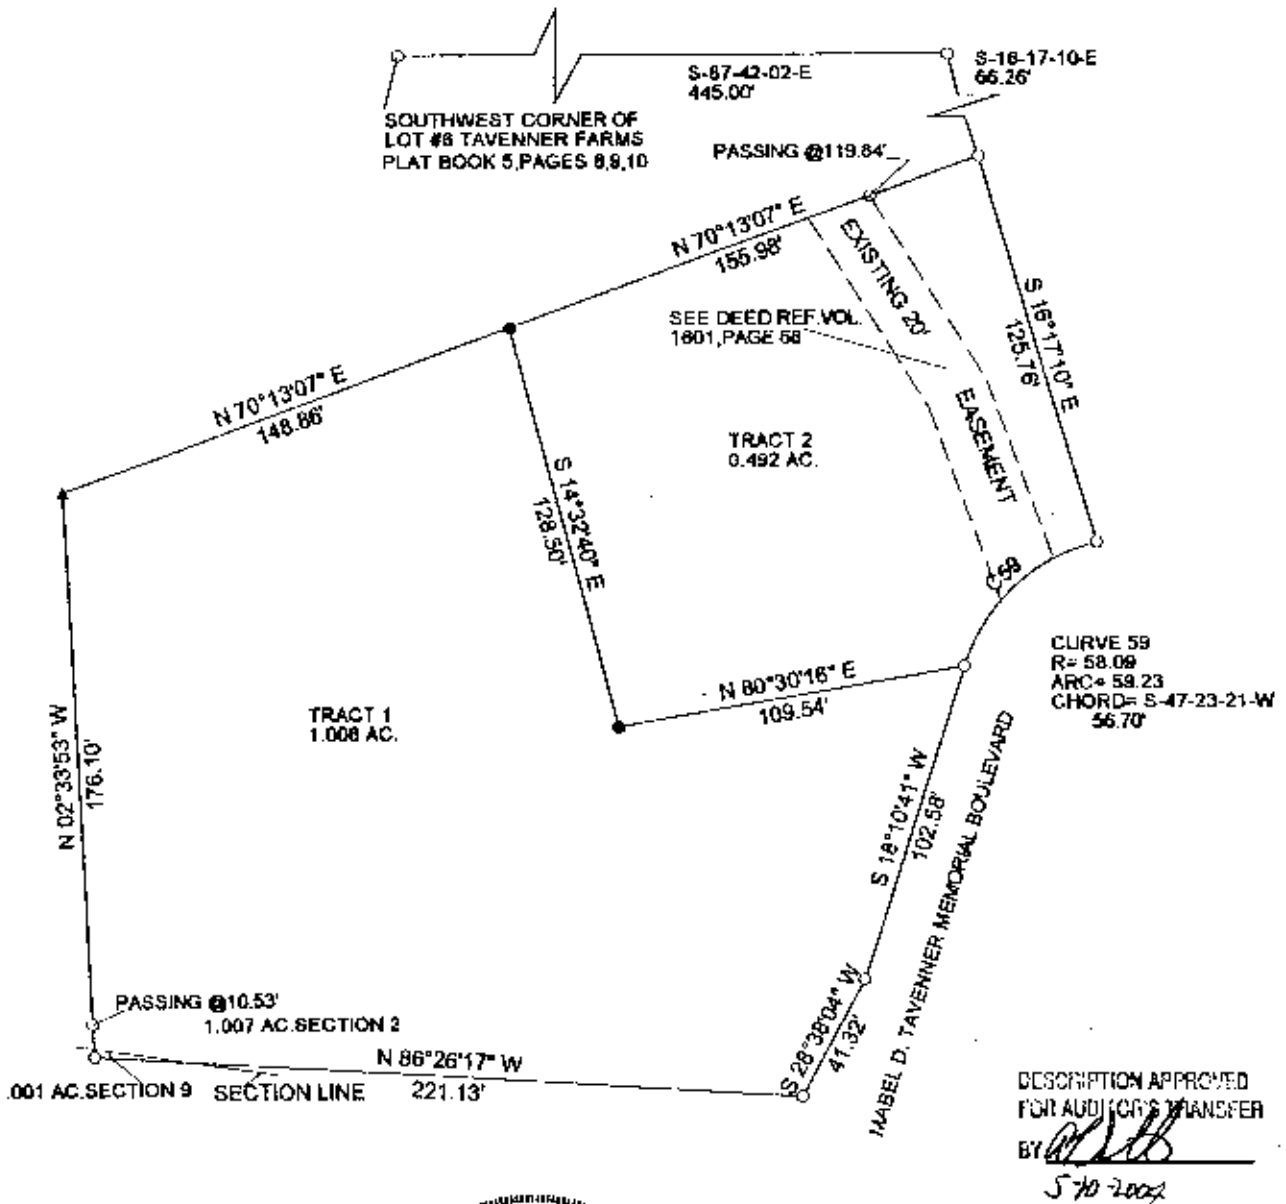 S-87-42-02-E
445.00'
S-16-17-10-E
66.26'
SOUTHWEST CORNER OF
LOT #6 TAVENNER FARMS
PLAT BOOK 5,PAGES 8,9,10
PASSING @119.84'
N 70°13'07" E
155.98'
EXISTING 20'
EASEMENT
SEE DEED REF.VOL.
1601,PAGE 58
S 16°17'10" E
125.76'
N 70°13'07" E
148.86'
TRACT 2
0.492 AC.
S 14°32'40" E
128.50'
59
CURVE 59
R= 58.09
ARC= 59.23
CHORD= S-47-23-21-W
56.70'
N 80°30'16" E
109.54'
TRACT 1
1.008 AC.
N 02°33'53" W
176.10'
S 18°10'41" W
102.58'
MABEL D. TAVENNER MEMORIAL BOULEVARD
PASSING @10.53'
1.007 AC.SECTION 2
S 28°38'04" W
41.32'
N 86°26'17" W
221.13'
.001 AC.SECTION 9
SECTION LINE
DESCRIPTION APPROVED
FOR AUDITOR'S TRANSFER
BY